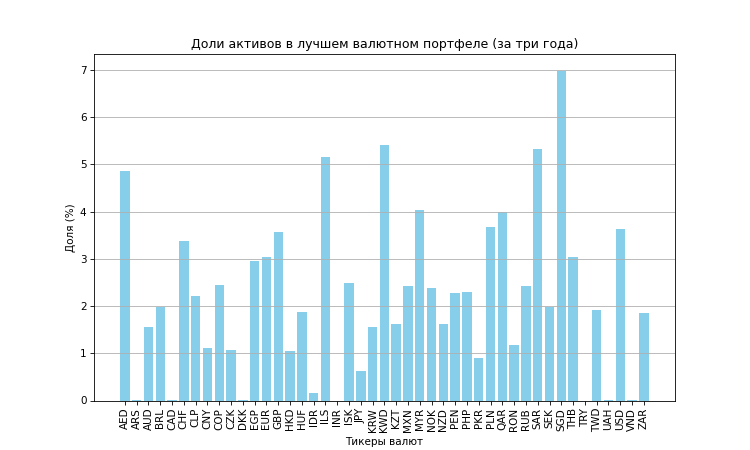 Доли активов в лучшем валютном портфеле (за три года)
Доля (%)
7
6
5
4
3
2
1
0
AED
ARS
AUD
BRL
CAD
CHF
CLP
CNY
COP
CZK
DKK
EGP
EUR
GBP
HKD
HUF
IDR
ILS
INR
ISK
JPY
KRW
KWD
KZT
MXN
MYR
NOK
NZD
PEN
PHP
PKR
PLN
QAR
RON
RUB
SAR
SEK
SGD
THB
TRY
TWD
UAH
USD
VND
ZAR
Тикеры валют